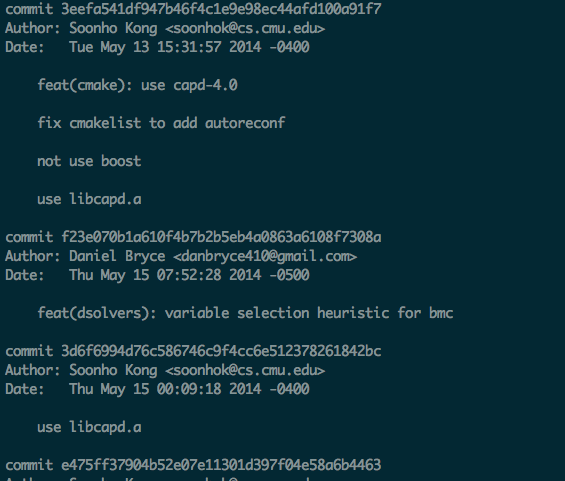 commit 3eefa541df947b46f4c1e9e98ec44afd100a91f7
Author: Soonho Kong <soonhok@cs.cmu.edu>
Date:   Tue May 13 15:31:57 2014 -0400
feat(cmake): use capd-4.0
fix cmakelist to add autoreconf
not use boost
use libcapd.a
commit f23e070b1a610f4b7b2b5eb4a0863a6108f7308a
Author: Daniel Bryce <danbryce410@gmail.com>
Date:   Thu May 15 07:52:28 2014 -0500
feat(dsolvers): variable selection heuristic for bmc
commit 3d6f6994d76c586746c9f4cc6e512378261842bc
Author: Soonho Kong <soonhok@cs.cmu.edu>
Date:   Thu May 15 00:09:18 2014 -0400
use libcapd.a
commit e475ff37904b52e07e11301d397f04e58a6b4463